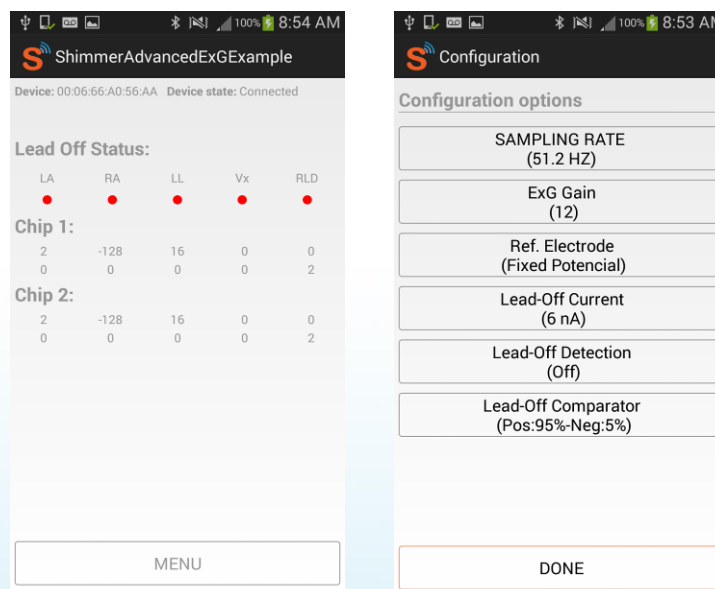 100% 8:54 AM
ShimmerAdvancedExGExample
Device: 00:06:66:A0:56:AA Device state: Connected
Lead Off Status:
LA RA LL Vx RLD
Chip 1:
2 -128 16 0 0
0 0 0 0 2
Chip 2:
2 -128 16 0 0
0 0 0 0 2
MENU
100% 8:53 AM
Configuration
Configuration options
SAMPLING RATE
(51.2 HZ)
ExG Gain
(12)
Ref. Electrode
(Fixed Potencial)
Lead-Off Current
(6 nA)
Lead-Off Detection
(Off)
Lead-Off Comparator
(Pos:95%-Neg:5%)
DONE